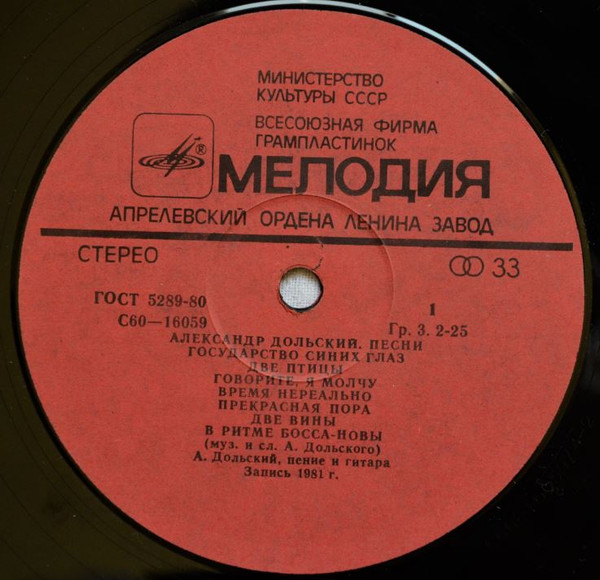 МИНИСТЕРСТВО
КУЛЬТУРЫ СССР
ВСЕСОЮЗНАЯ ФИРМА
ГРАМПЛАСТИНОК
®
МЕЛОДИЯ
АПРЕЛЕВСКИЙ ОРДЕНА ЛЕНИНА ЗАВОД
СТЕРЕО
33
ГОСТ 5289-80
1
С60—16059
Гр. 3. 2-25
АЛЕКСАНДР ДОЛЬСКИЙ. ПЕСНИ
ГОСУДАРСТВО СИНИХ ГЛАЗ
ДВЕ ПТИЦЫ
ГОВОРИТЕ, Я МОЛЧУ
ВРЕМЯ НЕРЕАЛЬНО
ПРЕКРАСНАЯ ПОРА
ДВЕ ВИНЫ
В РИТМЕ БОССА-НОВЫ
(муз. и сл. А. Дольского)
А. Дольский, пение и гитара
Запись 1981 г.